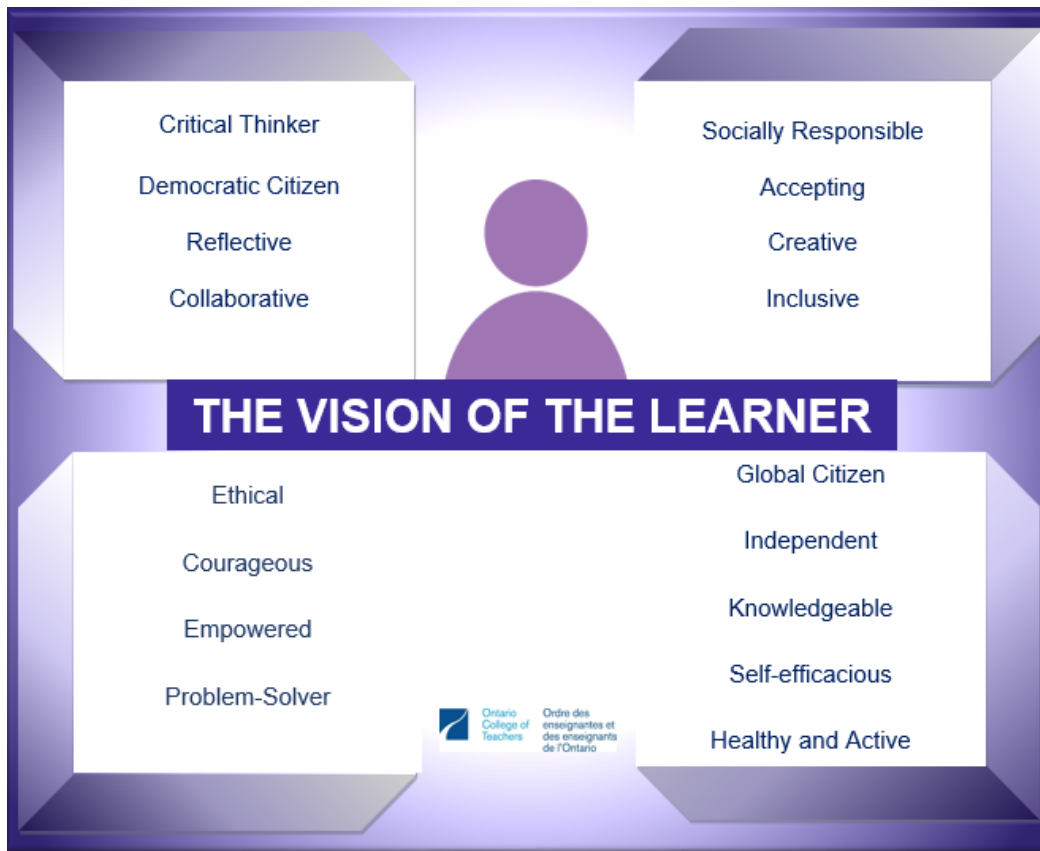 Critical Thinker
Democratic Citizen
Reflective
Collaborative
Socially Responsible
Accepting
Creative
Inclusive
THE VISION OF THE LEARNER
Ethical
Courageous
Empowered
Problem-Solver
Global Citizen
Independent
Knowledgeable
Self-efficacious
Healthy and Active
Ontario
College of
Teachers
Ordre des
enseignantes et
des enseignants
de l'Ontario